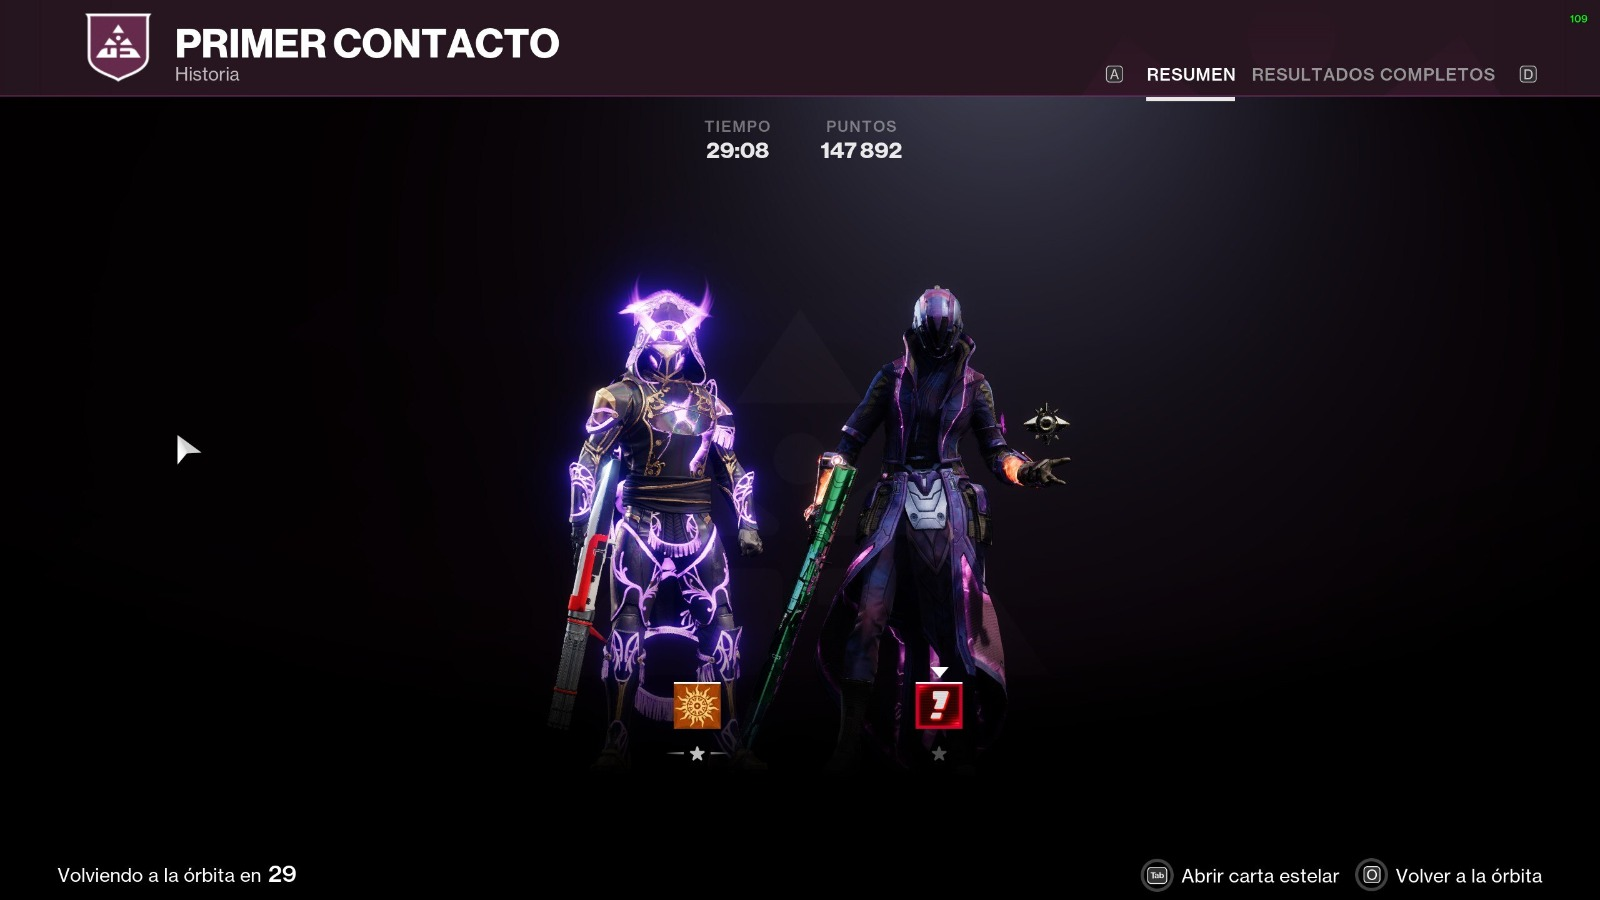 109
PRIMER CONTACTO
Historia
A RESUMEN RESULTADOS COMPLETOS D
TIEMPO PUNTOS
29:08 147 892
?
Volviendo a la órbita en 29
Tab Abrir carta estelar O Volver a la órbita